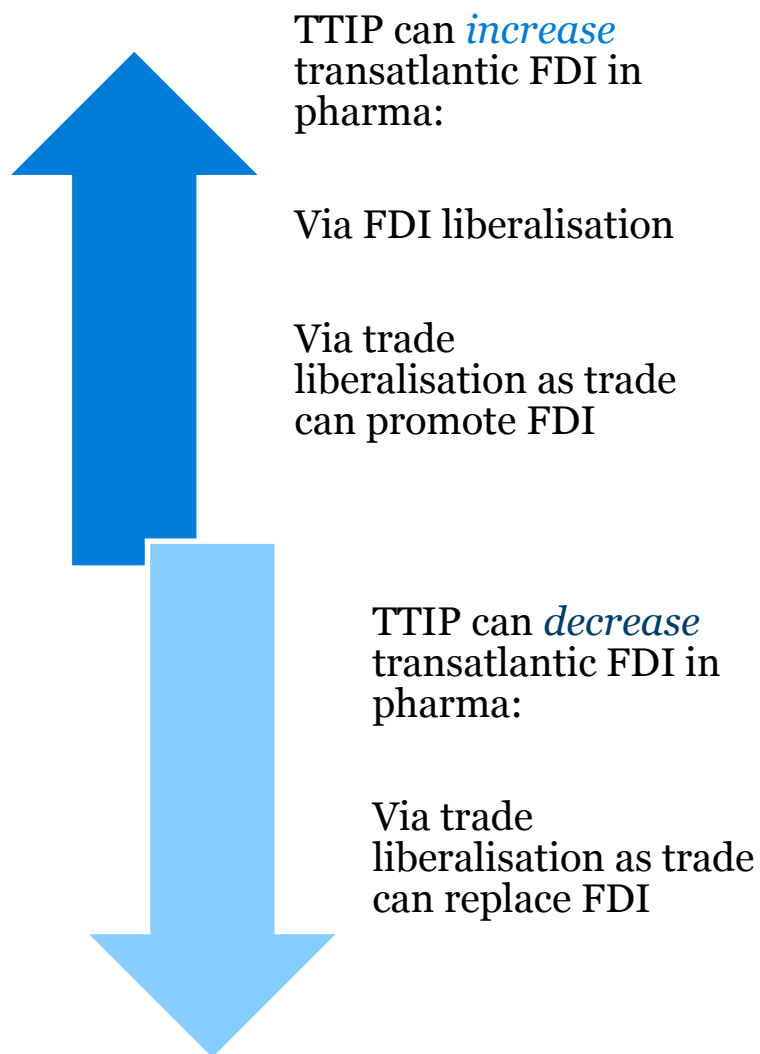 TTIP can increase
transatlantic FDI in
pharma:
Via FDI liberalisation
Via trade
liberalisation as trade
can promote FDI
TTIP can decrease
transatlantic FDI in
pharma:
Via trade
liberalisation as trade
can replace FDI